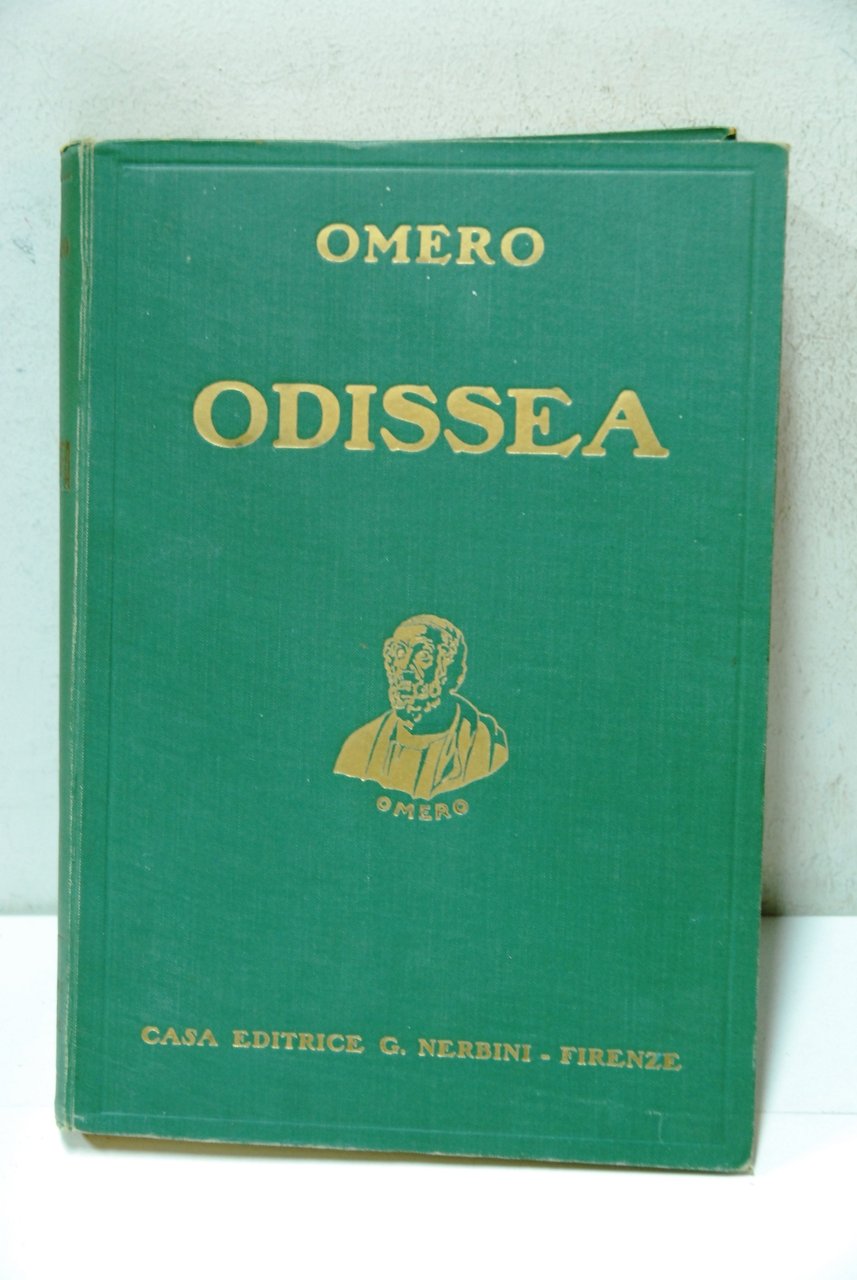 OMERO
ODISSEA
OMERO
CASA EDITRICE G. NERBINI - FIRENZE